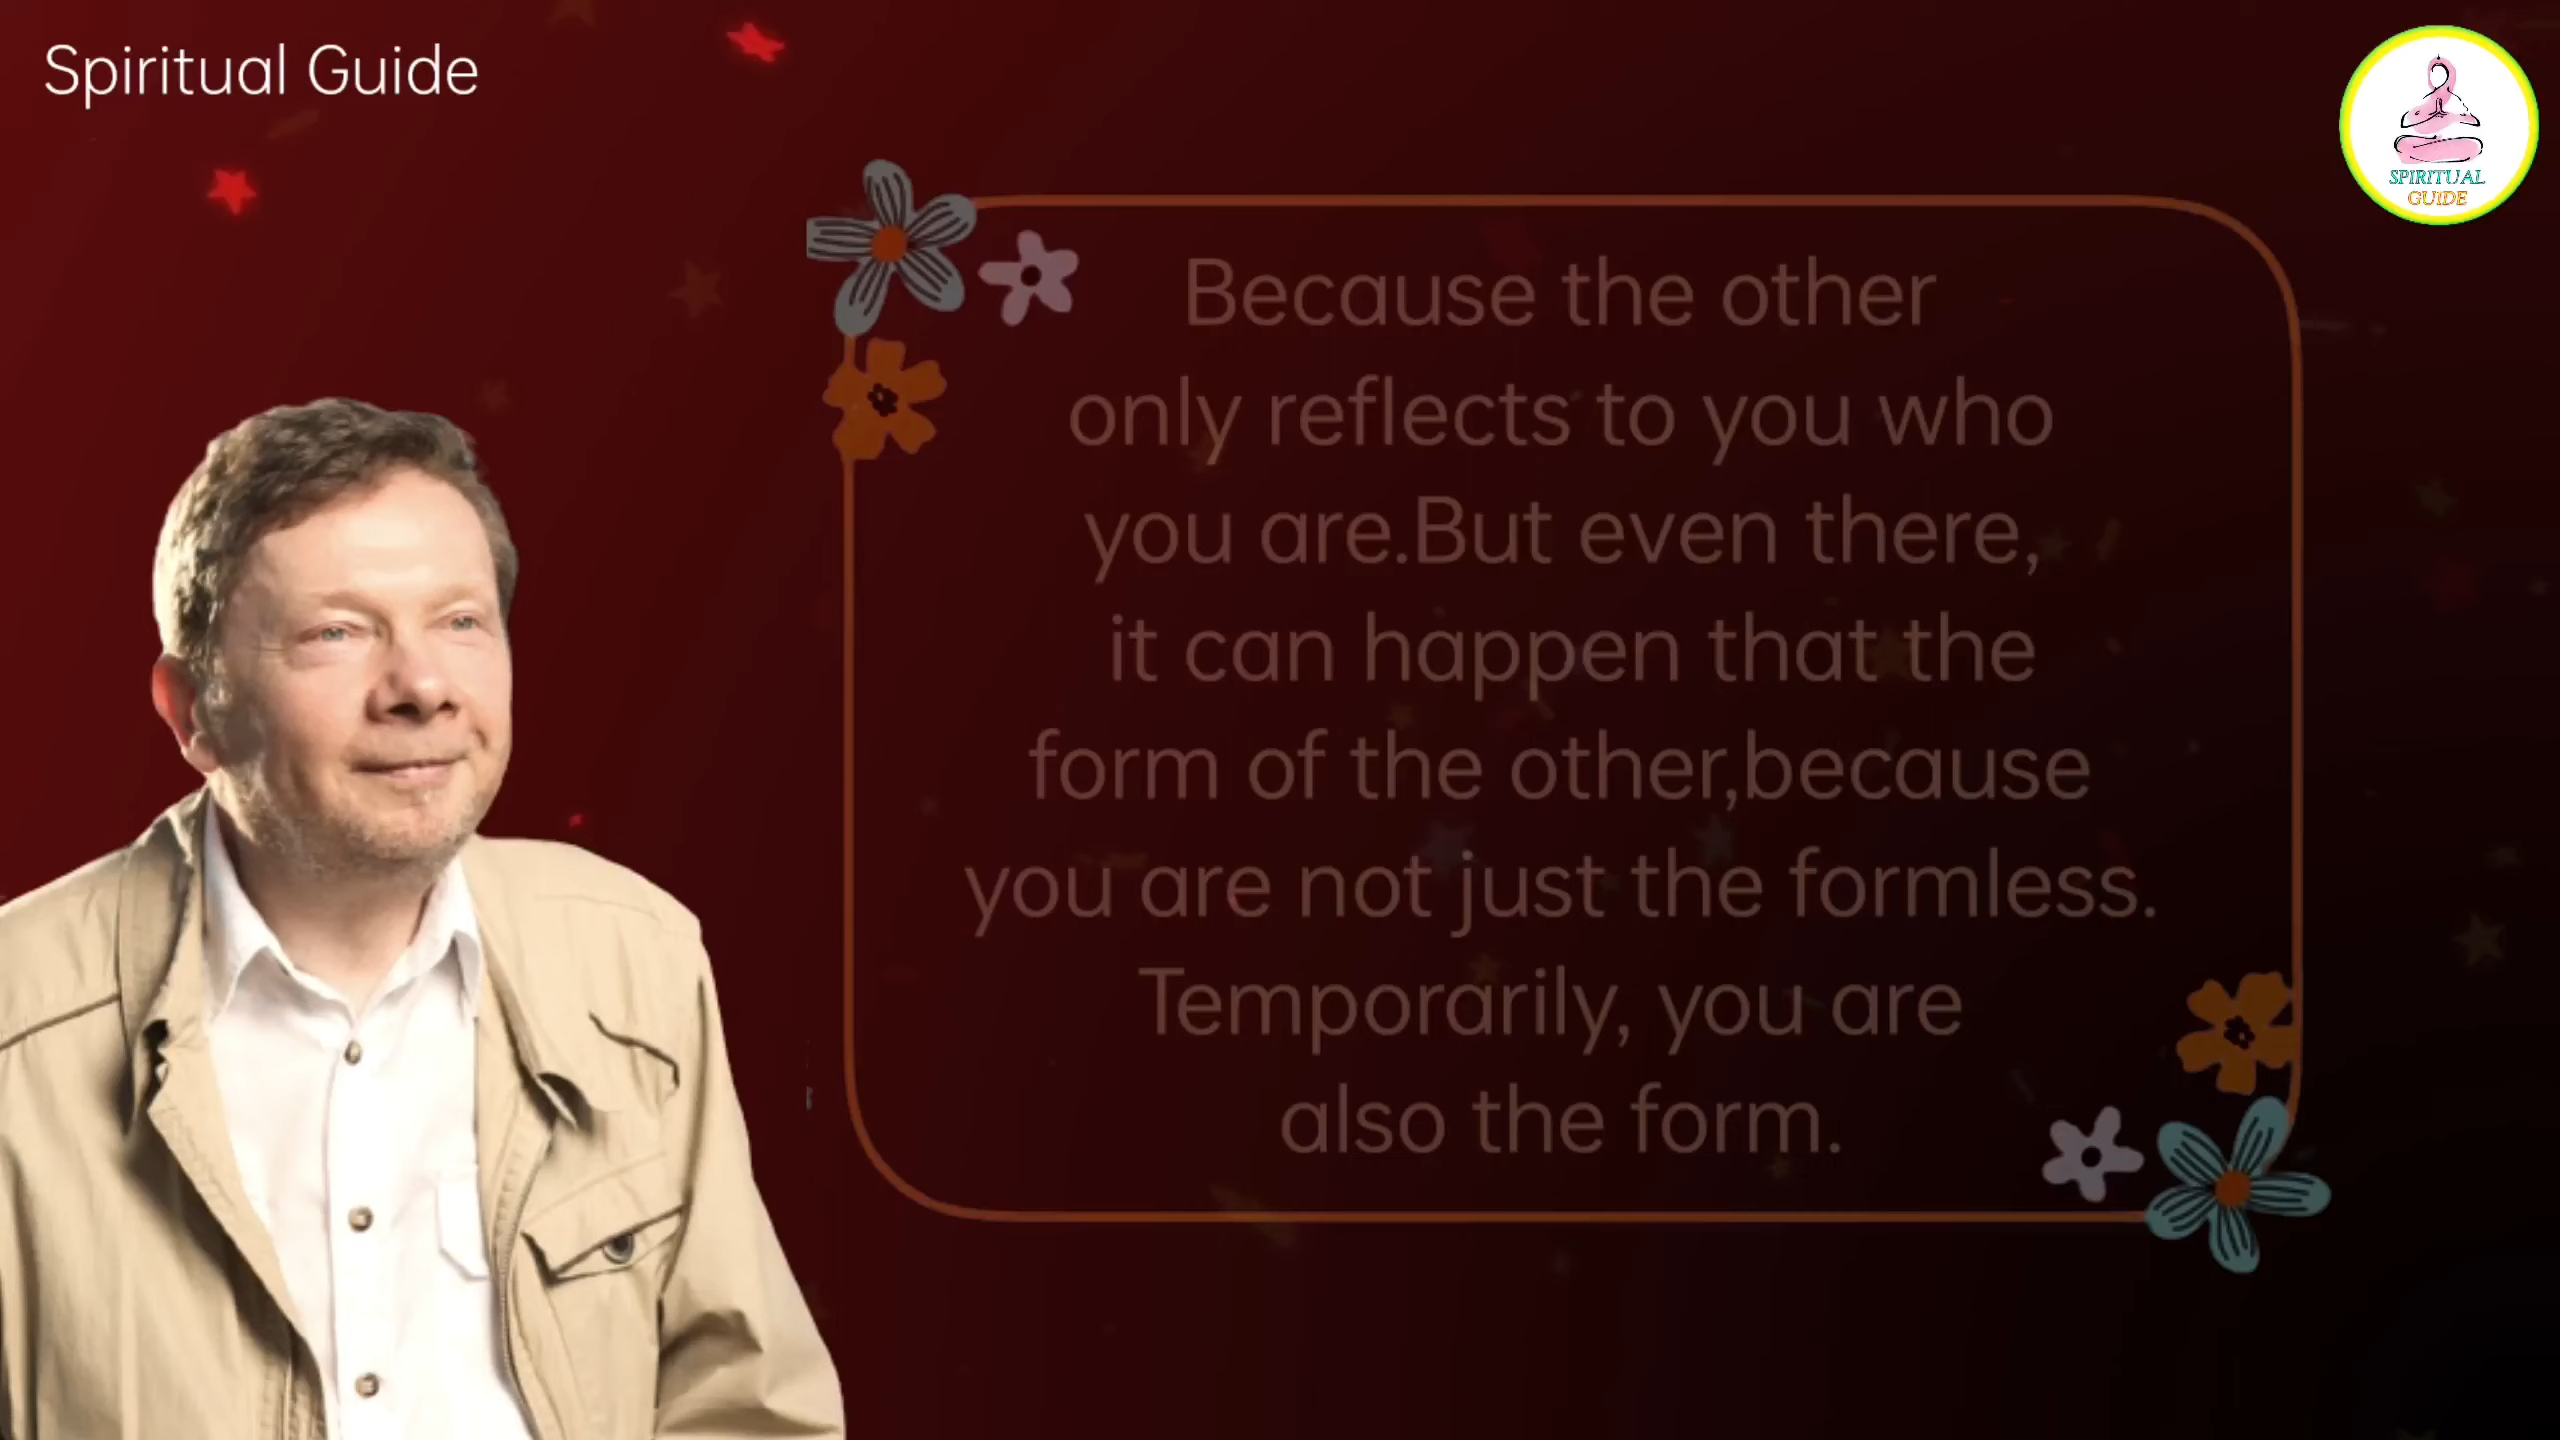 Spiritual Guide
SPIRITUAL
GUIDE
Because the other
only reflects to you who
you are.But even there,
it can happen that the
form of the other,because
you are not just the formless.
Temporarily, you are
also the form.